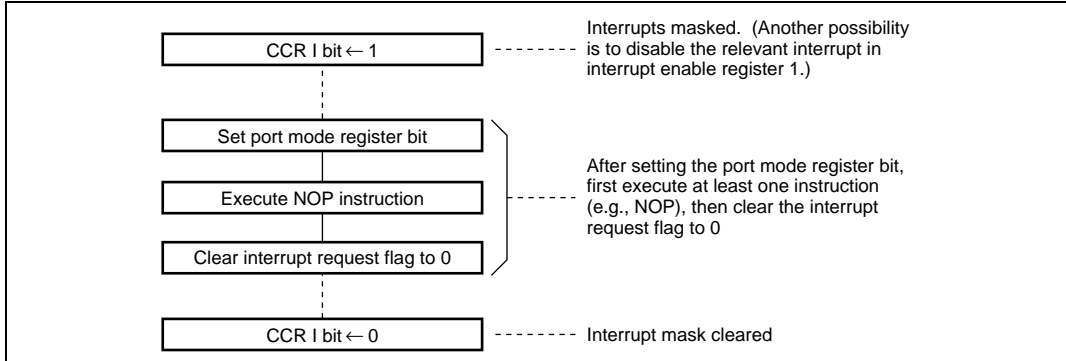 CCR I bit ← 1
Interrupts masked. (Another possibility
is to disable the relevant interrupt in
interrupt enable register 1.)
Set port mode register bit
Execute NOP instruction
Clear interrupt request flag to 0
After setting the port mode register bit,
first execute at least one instruction
(e.g., NOP), then clear the interrupt
request flag to 0
CCR I bit ← 0
Interrupt mask cleared